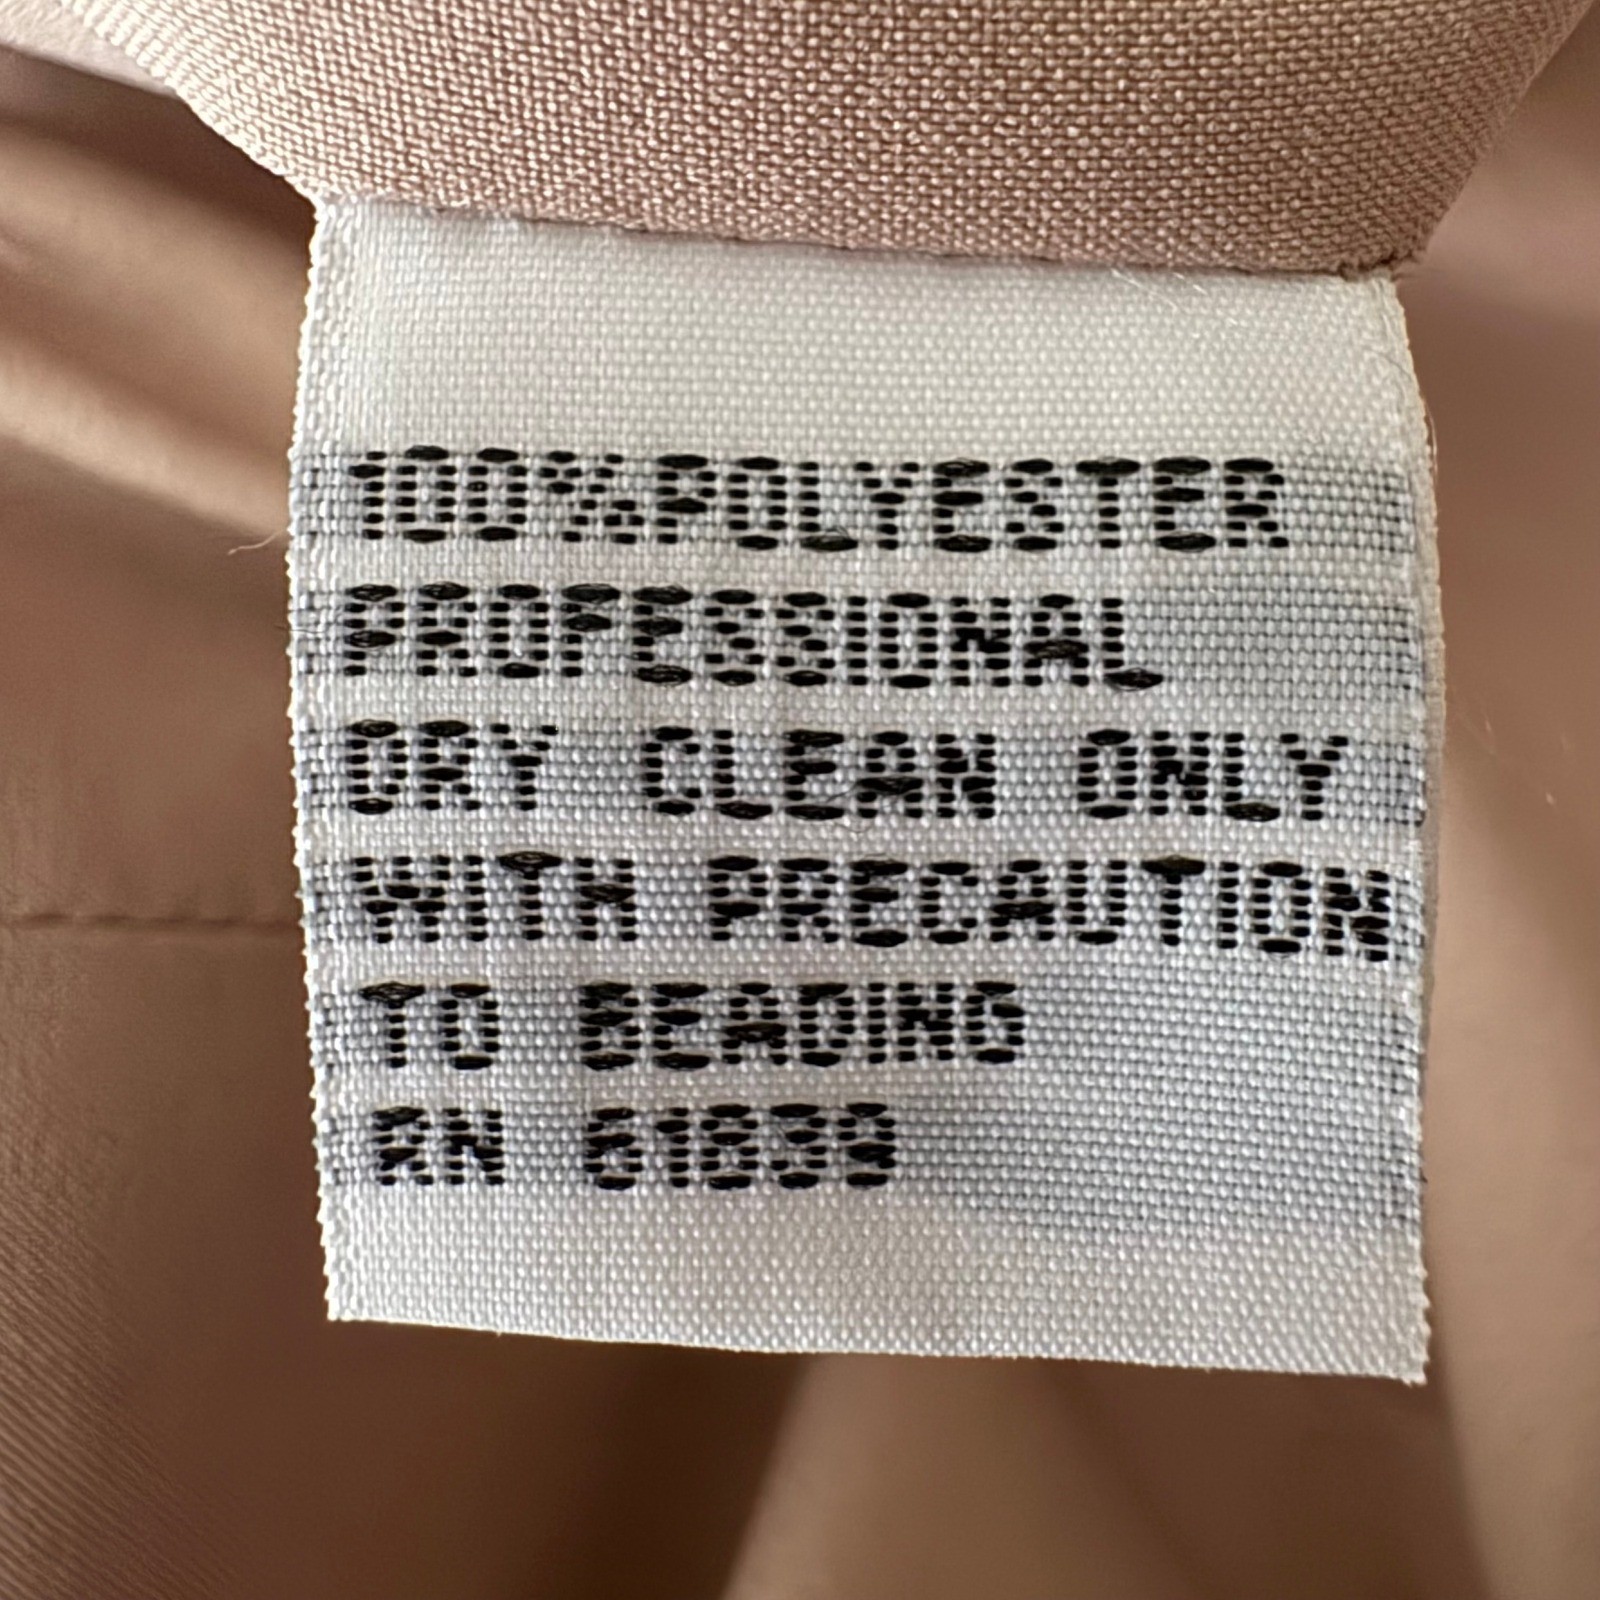 100%POLYESTER
PROFESSIONAL
DRY CLEAN ONLY
WITH PRECAUTION
TO BEADING
RN 61839